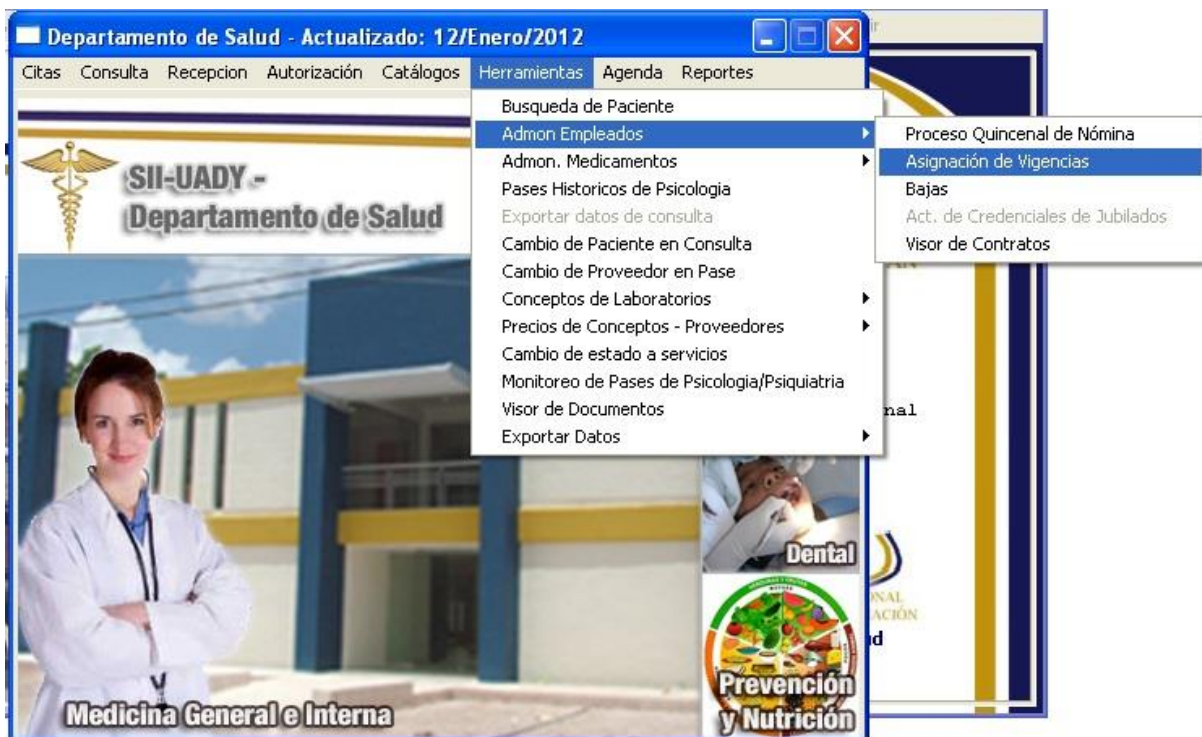 Departamento de Salud - Actualizado: 12/Enero/2012
Citas Consulta Recepcion Autorización Catálogos Herramientas Agenda Reportes
Busqueda de Paciente
Admon Empleados
Admon. Medicamentos
Pases Historicos de Psicologia
Exportar datos de consulta
Cambio de Paciente en Consulta
Cambio de Proveedor en Pase
Conceptos de Laboratorios
Precios de Conceptos - Proveedores
Cambio de estado a servicios
Monitoreo de Pases de Psicologia/Psiquiatria
Visor de Documentos
Exportar Datos
Proceso Quincenal de Nómina
Asignación de Vigencias
Bajas
Act. de Credenciales de Jubilados
Visor de Contratos
SII-UADY -
Departamento de Salud
Dental
Prevención
y Nutrición
Medicina General e Interna